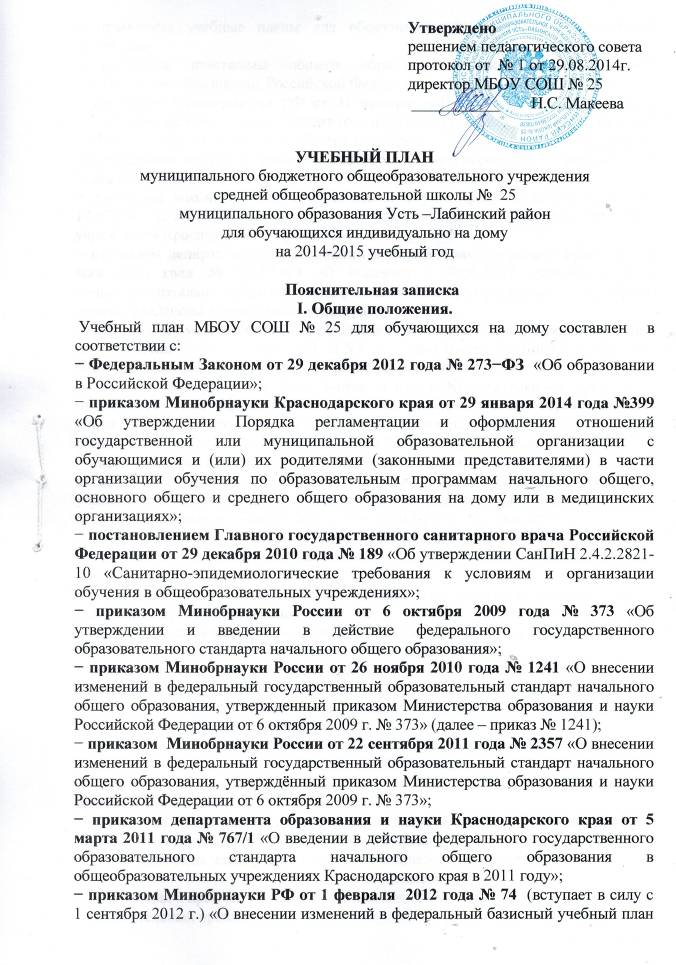 Утверждено
решением педагогического совета
протокол от № 1 от 29.08.2014г.
директор МБОУ СОШ № 25
Н.С. Макеева
УЧЕБНЫЙ ПЛАН
муниципального бюджетного общеобразовательного учреждения
средней общеобразовательной школы № 25
муниципального образования Усть –Лабинский район
для обучающихся индивидуально на дому
на 2014-2015 учебный год
Пояснительная записка
I. Общие положения.
Учебный план МБОУ СОШ № 25 для обучающихся на дому составлен в
соответствии с:
− Федеральным Законом от 29 декабря 2012 года № 273−ФЗ «Об образовании
в Российской Федерации»;
− приказом Минобрнауки Краснодарского края от 29 января 2014 года №399
«Об утверждении Порядка регламентации и оформления отношений
государственной или муниципальной образовательной организации с
обучающимися и (или) их родителями (законными представителями) в части
организации обучения по образовательным программам начального общего,
основного общего и среднего общего образования на дому или в медицинских
организациях»;
− постановлением Главного государственного санитарного врача Российской
Федерации от 29 декабря 2010 года № 189 «Об утверждении СанПиН 2.4.2.2821-
10 «Санитарно-эпидемиологические требования к условиям и организации
обучения в общеобразовательных учреждениях»;
− приказом Минобрнауки России от 6 октября 2009 года № 373 «Об
утверждении и введении в действие федерального государственного
образовательного стандарта начального общего образования»;
− приказом Минобрнауки России от 26 ноября 2010 года № 1241 «О внесении
изменений в федеральный государственный образовательный стандарт начального
общего образования, утвержденный приказом Министерства образования и науки
Российской Федерации от 6 октября 2009 г. № 373» (далее – приказ № 1241);
− приказом Минобрнауки России от 22 сентября 2011 года № 2357 «О внесении
изменений в федеральный государственный образовательный стандарт начального
общего образования, утверждённый приказом Министерства образования и науки
Российской Федерации от 6 октября 2009 г. № 373»;
− приказом департамента образования и науки Краснодарского края от 5
марта 2011 года № 767/1 «О введении в действие федерального государственного
образовательного стандарта начального общего образования в
общеобразовательных учреждениях Краснодарского края в 2011 году»;
− приказом Минобрнауки РФ от 1 февраля 2012 года № 74 (вступает в силу с
1 сентября 2012 г.) «О внесении изменений в федеральный базисный учебный план